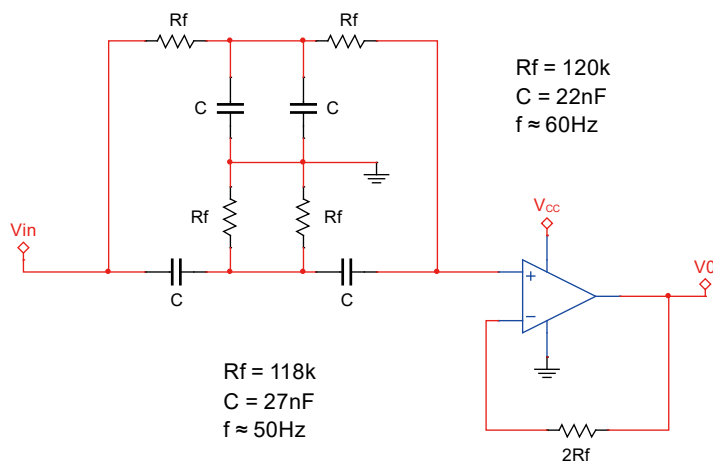 Rf
Rf
Rf = 120k
C = 22nF
f ≈ 60Hz
C
C
Rf
Rf
Vin
VCC
V0
C
C
+
−
Rf = 118k
C = 27nF
f ≈ 50Hz
2Rf